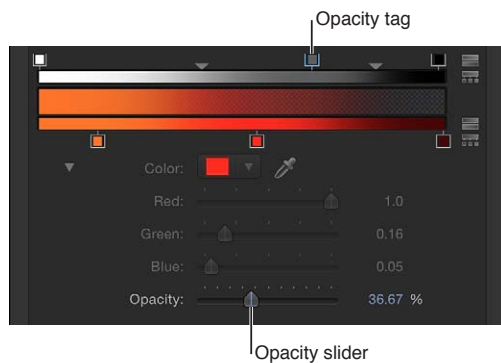 Opacity tag
Color:
Red: 1.0
Green: 0.16
Blue: 0.05
Opacity: 36.67 %
Opacity slider